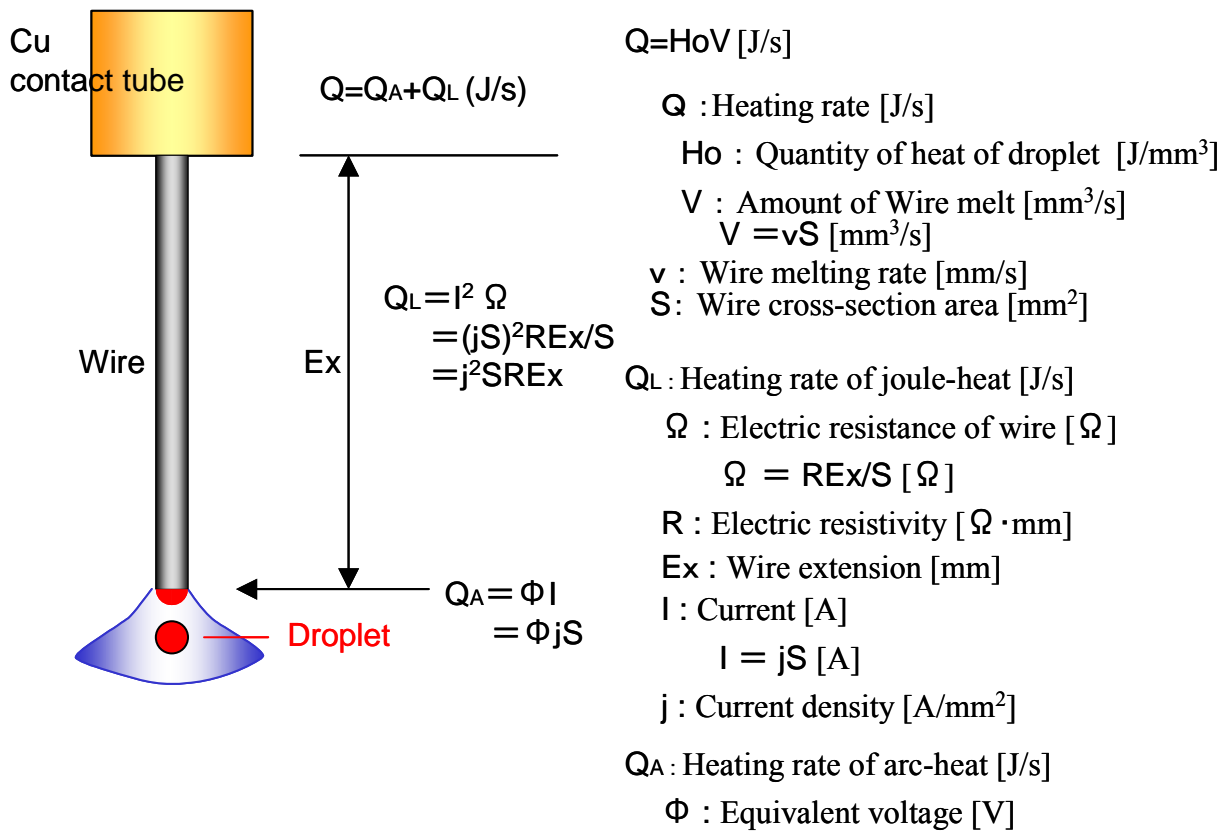 Cu
contact tube
Q=QA+QL (J/s)
Wire
Ex
QL＝I² Ω
＝(jS)²REx/S
＝j²SREx
QA＝ΦI
＝ΦjS
Droplet
Q=HoV [J/s]
Q : Heating rate [J/s]
Ho : Quantity of heat of droplet [J/mm³]
V : Amount of Wire melt [mm³/s]
V ＝vS [mm³/s]
v : Wire melting rate [mm/s]
S: Wire cross-section area [mm²]
QL : Heating rate of joule-heat [J/s]
Ω : Electric resistance of wire [Ω]
Ω ＝ REx/S [Ω]
R : Electric resistivity [Ω・mm]
Ex : Wire extension [mm]
I : Current [A]
I ＝ jS [A]
j : Current density [A/mm²]
QA : Heating rate of arc-heat [J/s]
Φ : Equivalent voltage [V]